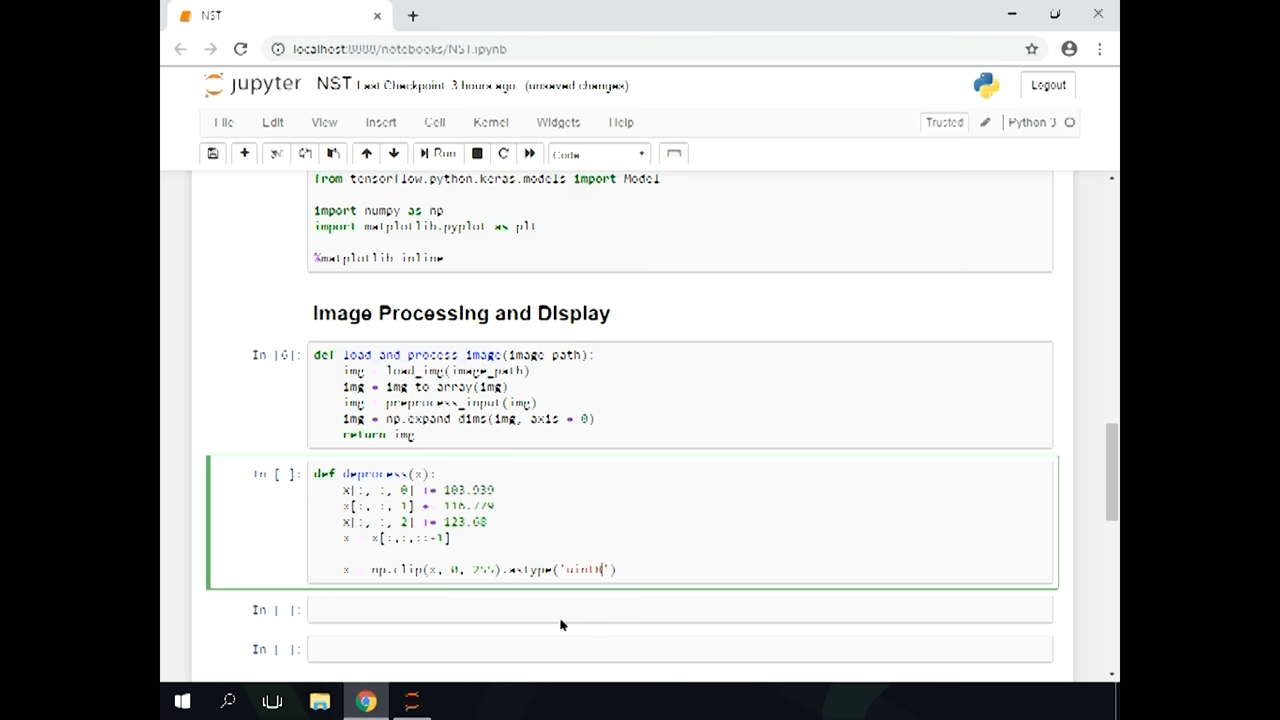 NST
localhost:8888/notebooks/NST.ipynb
jupyter NST Last Checkpoint: 3 hours ago (unsaved changes)
Logout
File Edit View Insert Cell Kernel Widgets Help
Trusted Python 3
Run Code
from tensorflow.python.keras.models import Model
import numpy as np
import matplotlib.pyplot as plt
%matplotlib inline
Image Processing and Display
In [6]: def load_and_process_image(image_path):
img = load_img(image_path)
img = img_to_array(img)
img = preprocess_input(img)
img = np.expand_dims(img, axis = 0)
return img
In [ ]: def deprocess(x):
x[:, :, 0] += 103.939
x[:, :, 1] += 116.779
x[:, :, 2] += 123.68
x = x[:,:,::-1]
x = np.clip(x, 0, 255).astype('uint8')
In [ ]:
In [ ]: